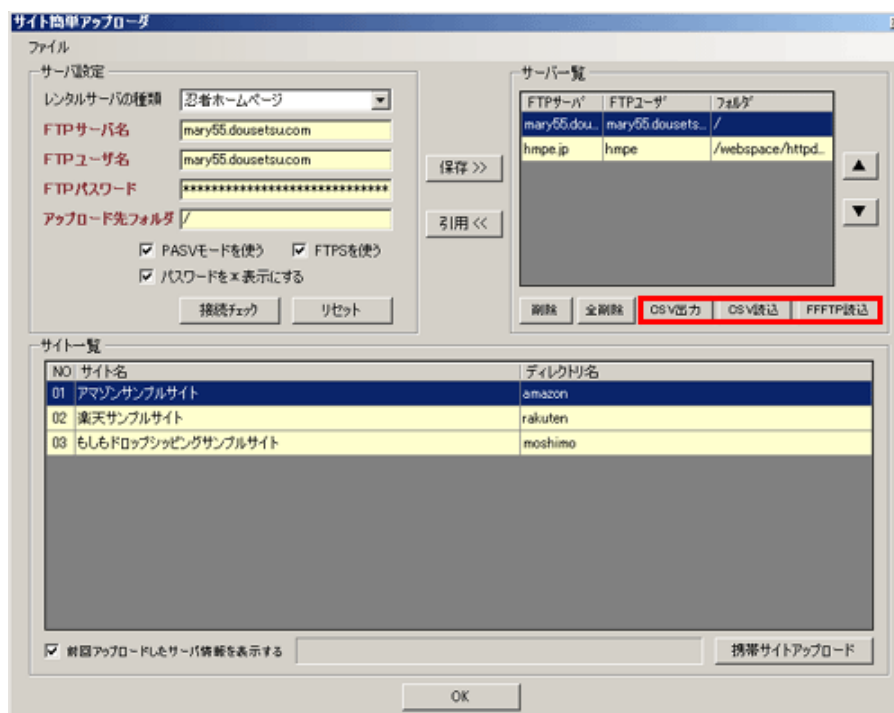 サイト簡単アップローダ
ファイル
サーバ設定
レンタルサーバの種類 忍者ホームページ
FTPサーバ名 mary55.dousetsu.com
FTPユーザ名 mary55.dousetsu.com
FTPパスワード *****************************
アップロード先フォルダ /
PASVモードを使う FTPSを使う
パスワードを*表示にする
接続チェック リセット
保存 >>
引用 <<
サーバー覧
FTPサーバ FTPユーザ フォルダ
mary55.dou... mary55.dousets... /
hmpe.jp hmpe /webspace/httpd...
▲
▼
削除 全削除 CSV出力 CSV読込 FFFTP読込
サイト一覧
NO サイト名 ディレクトリ名
01 アマゾンサンプルサイト amazon
02 楽天サンプルサイト rakuten
03 もしもドロップシッピングサンプルサイト moshimo
前回アップロードしたサーバ情報を表示する 携帯サイトアップロード
OK